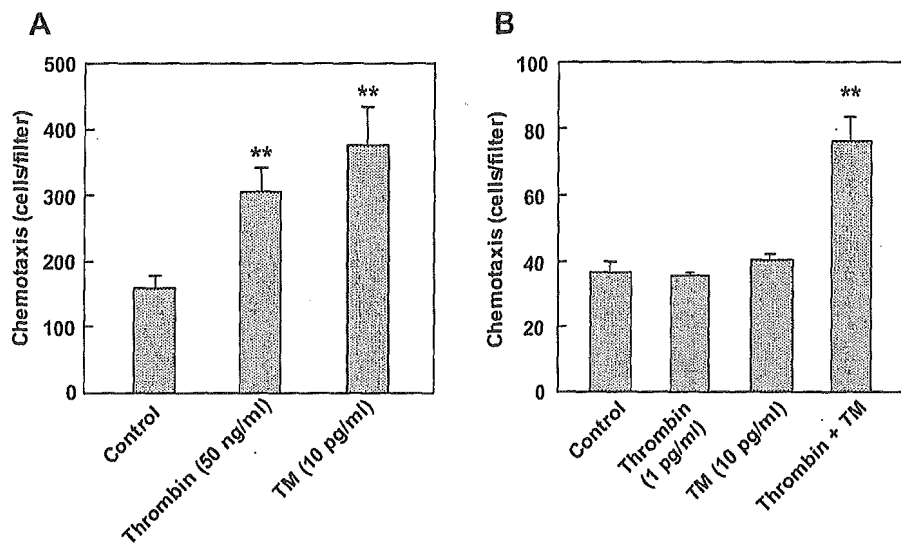 A
Chemotaxis (cells/filter)
500
400
300
200
100
0
**
**
Control
Thrombin (50 ng/ml)
TM (10 pg/ml)
B
Chemotaxis (cells/filter)
100
80
60
40
20
0
**
Control
Thrombin
(1 pg/ml)
TM (10 pg/ml)
Thrombin + TM